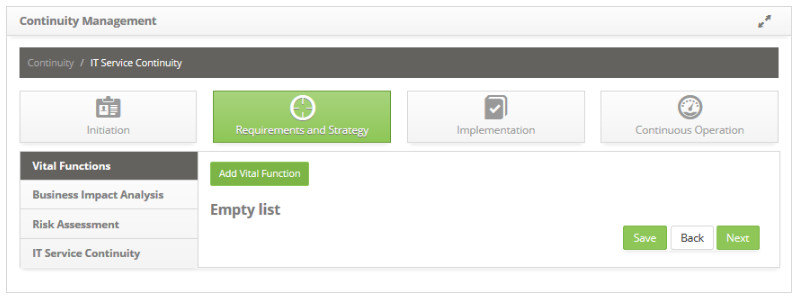 Continuity Management
Continuity / IT Service Continuity
Initiation
Requirements and Strategy
Implementation
Continuous Operation
Vital Functions
Business Impact Analysis
Risk Assessment
IT Service Continuity
Add Vital Function
Empty list
Save Back Next